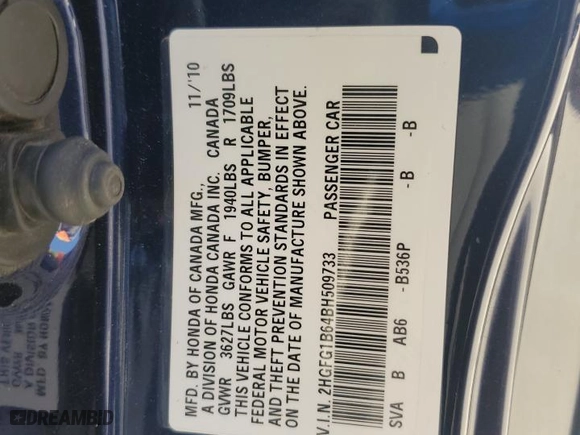 MFD. BY HONDA OF CANADA MFG., 11/'10
A DIVISION OF HONDA CANADA INC. CANADA
GVWR 3627LBS GAWR F 1940LBS R 1709LBS
THIS VEHICLE CONFORMS TO ALL APPLICABLE
FEDERAL MOTOR VEHICLE SAFETY, BUMPER,
AND THEFT PREVENTION STANDARDS IN EFFECT
ON THE DATE OF MANUFACTURE SHOWN ABOVE.
V.I.N. 2HGFG1B64BH509733 PASSENGER CAR
SVA B AB6 -B536P -B -B
DREAMBID